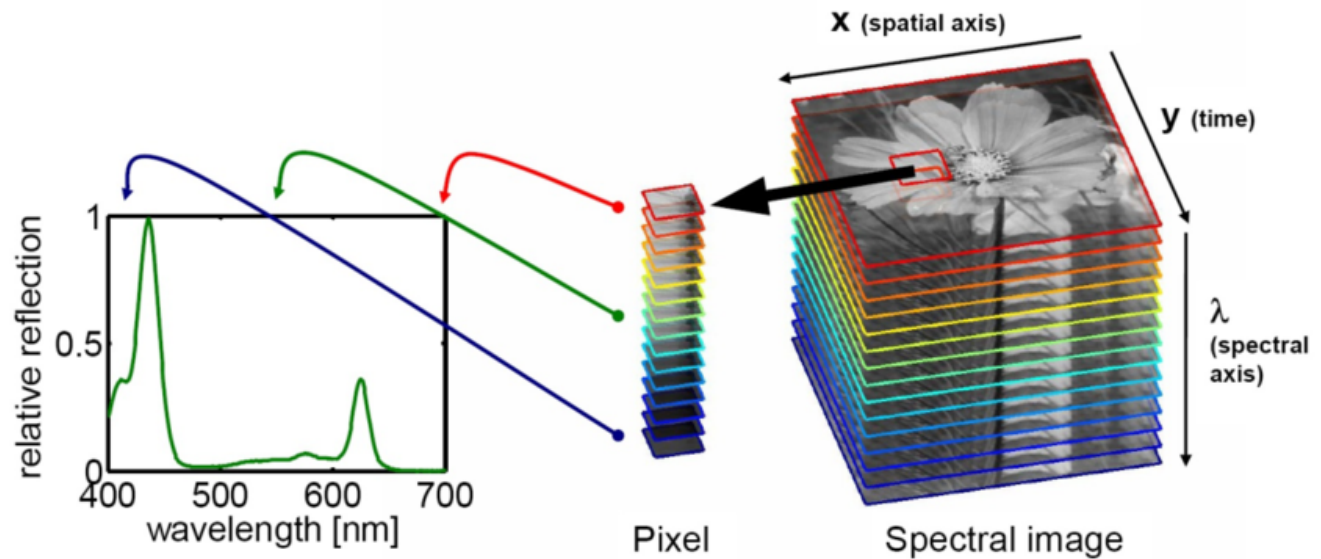 x (spatial axis)
y (time)
λ
(spectral
axis)
relative reflection
1
0.5
0
400 500 600 700
wavelength [nm]
Pixel
Spectral image